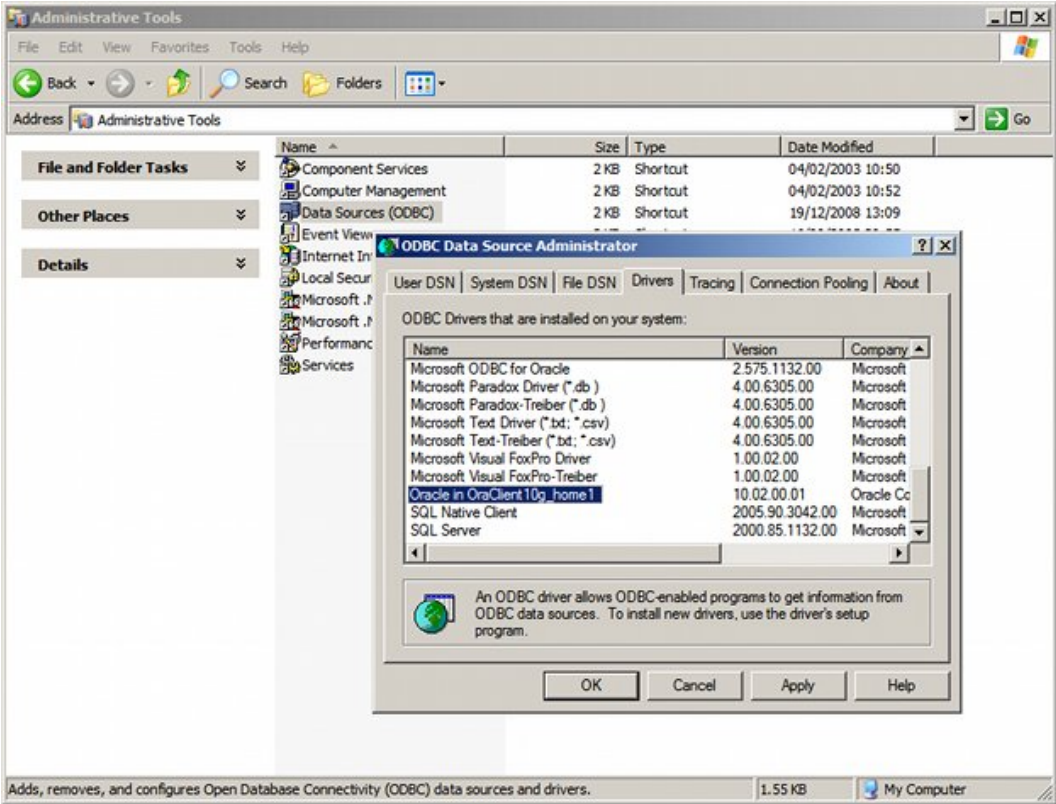 Administrative Tools
File Edit View Favorites Tools Help
Back Search Folders
Address Administrative Tools Go
File and Folder Tasks
Other Places
Details
Name Size Type Date Modified
Component Services 2 KB Shortcut 04/02/2003 10:50
Computer Management 2 KB Shortcut 04/02/2003 10:52
Data Sources (ODBC) 2 KB Shortcut 19/12/2008 13:09
Event View
Internet In
Local Secur
Microsoft .N
Microsoft .N
Performanc
Services
ODBC Data Source Administrator
User DSN System DSN File DSN Drivers Tracing Connection Pooling About
ODBC Drivers that are installed on your system:
Name Version Company
Microsoft ODBC for Oracle 2.575.1132.00 Microsoft
Microsoft Paradox Driver (*.db ) 4.00.6305.00 Microsoft
Microsoft Paradox-Treiber (*.db ) 4.00.6305.00 Microsoft
Microsoft Text Driver (*.txt; *.csv) 4.00.6305.00 Microsoft
Microsoft Text-Treiber (*.txt; *.csv) 4.00.6305.00 Microsoft
Microsoft Visual FoxPro Driver 1.00.02.00 Microsoft
Microsoft Visual FoxPro-Treiber 1.00.02.00 Microsoft
Oracle in OraClient10g_home1 10.02.00.01 Oracle Co
SQL Native Client 2005.90.3042.00 Microsoft
SQL Server 2000.85.1132.00 Microsoft
An ODBC driver allows ODBC-enabled programs to get information from
ODBC data sources. To install new drivers, use the driver's setup
program.
OK Cancel Apply Help
Adds, removes, and configures Open Database Connectivity (ODBC) data sources and drivers. 1.55 KB My Computer